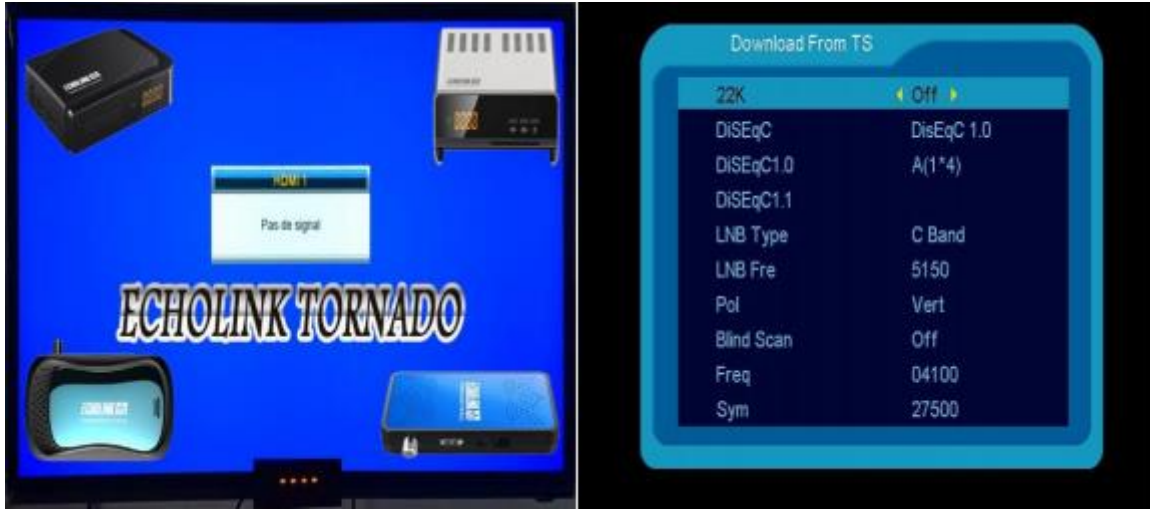 HDMI 1
Pas de signal
ECHOLINK TORNADO
Download From TS
22K Off
DiSEqC DisEqC 1.0
DiSEqC1.0 A(1*4)
DiSEqC1.1
LNB Type C Band
LNB Fre 5150
Pol Vert
Blind Scan Off
Freq 04100
Sym 27500